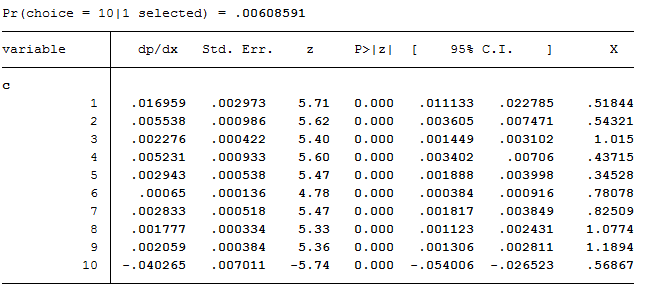 Pr(choice = 10|1 selected) = .00608591
variable dp/dx Std. Err. z P>|z| [ 95% C.I. ] X
c
1 .016959 .002973 5.71 0.000 .011133 .022785 .51844
2 .005538 .000986 5.62 0.000 .003605 .007471 .54321
3 .002276 .000422 5.40 0.000 .001449 .003102 1.015
4 .005231 .000933 5.60 0.000 .003402 .00706 .43715
5 .002943 .000538 5.47 0.000 .001888 .003998 .34528
6 .00065 .000136 4.78 0.000 .000384 .000916 .78078
7 .002833 .000518 5.47 0.000 .001817 .003849 .82509
8 .001777 .000334 5.33 0.000 .001123 .002431 1.0774
9 .002059 .000384 5.36 0.000 .001306 .002811 1.1894
10 -.040265 .007011 -5.74 0.000 -.054006 -.026523 .56867